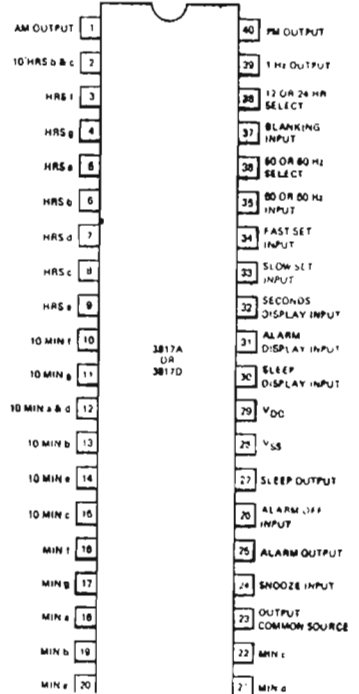 AM OUTPUT 1
10 HRS b & c 2
HRS f 3
HRS g 4
HRS a 5
HRS b 6
HRS d 7
HRS c 8
HRS e 9
10 MIN f 10
10 MIN g 11
10 MIN a & d 12
10 MIN b 13
10 MIN e 14
10 MIN c 15
MIN f 16
MIN g 17
MIN a 18
MIN b 19
MIN e 20
3817A
OR
3817D
40 PM OUTPUT
39 1 Hz OUTPUT
38 12 OR 24 HR
SELECT
37 BLANKING
INPUT
36 50 OR 60 Hz
SELECT
35 50 OR 60 Hz
INPUT
34 FAST SET
INPUT
33 SLOW SET
INPUT
32 SECONDS
DISPLAY INPUT
31 ALARM
DISPLAY INPUT
30 SLEEP
DISPLAY INPUT
29 VDD
28 VSS
27 SLEEP OUTPUT
26 ALARM OFF
INPUT
25 ALARM OUTPUT
24 SNOOZE INPUT
23 OUTPUT
COMMON SOURCE
22 MIN c
21 MIN d